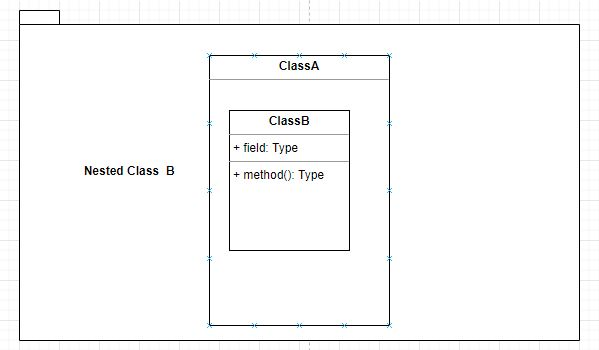 ClassA
ClassB
+ field: Type
+ method(): Type
Nested Class  B